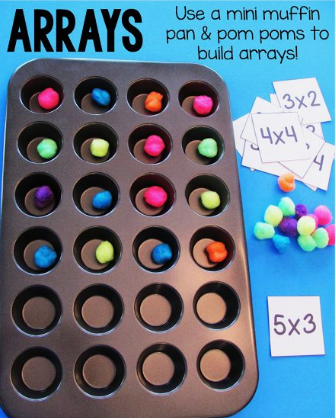 ARRAYS
Use a mini muffin
pan & pom poms to
build arrays!
3x2
4x4
5x3